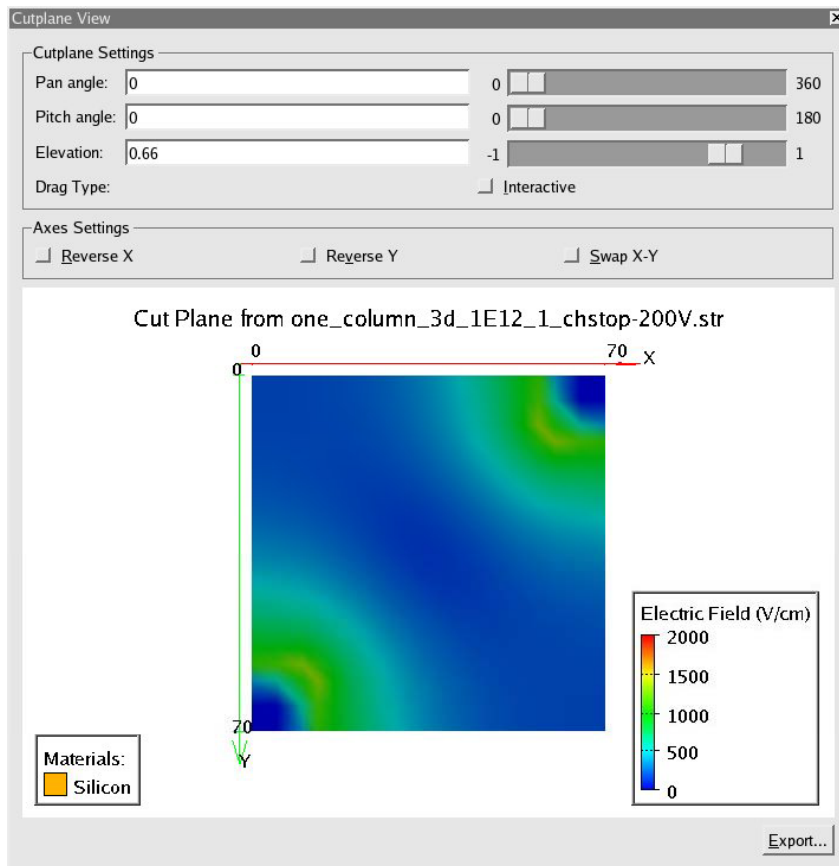 Cutplane View
Cutplane Settings
Pan angle: 0 0 360
Pitch angle: 0 0 180
Elevation: 0.66 -1 1
Drag Type: Interactive
Axes Settings
Reverse X Reverse Y Swap X-Y
Cut Plane from one_column_3d_1E12_1_chstop-200V.str
0 70 X
0
70
Y
Electric Field (V/cm)
2000
1500
1000
500
0
Materials:
Silicon
Export...